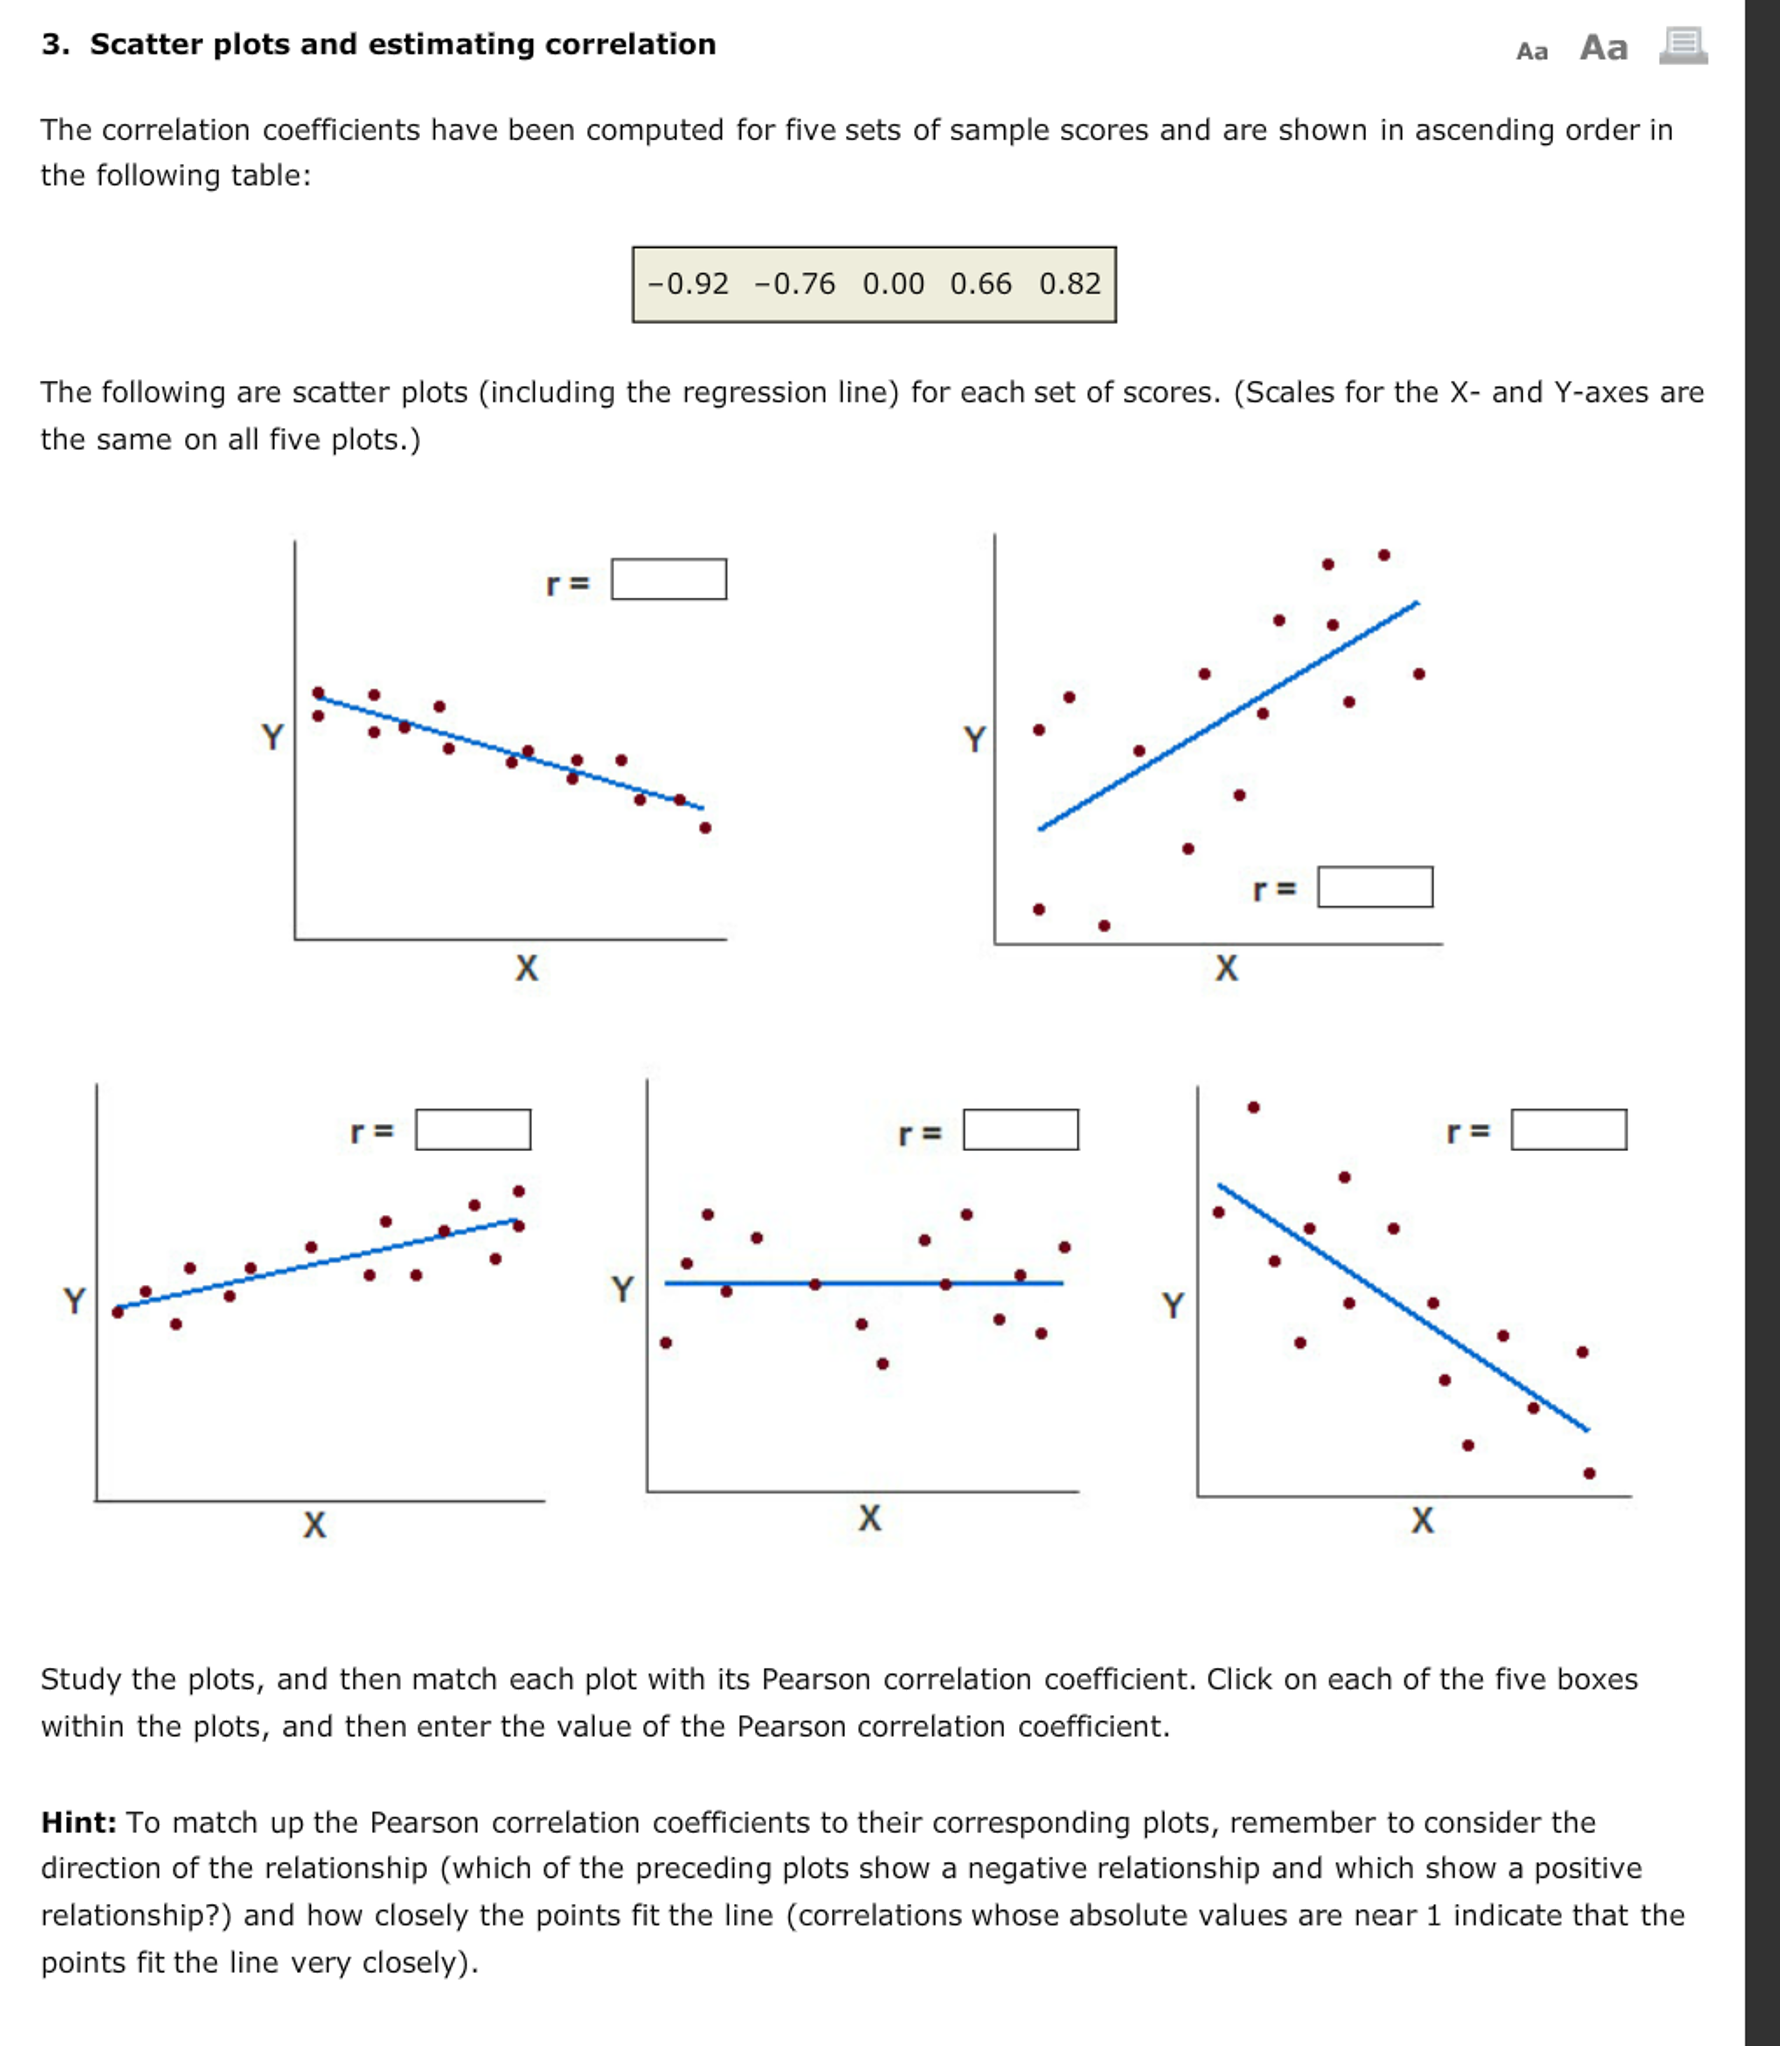 3. Scatter plots and estimating correlation
Aa Aa
The correlation coefficients have been computed for five sets of sample scores and are shown in ascending order in
the following table:
−0.92 −0.76 0.00 0.66 0.82
The following are scatter plots (including the regression line) for each set of scores. (Scales for the X- and Y-axes are
the same on all five plots.)
r =
Y
X
Y
r =
X
r =
Y
X
r =
Y
X
r =
Y
X
Study the plots, and then match each plot with its Pearson correlation coefficient. Click on each of the five boxes
within the plots, and then enter the value of the Pearson correlation coefficient.
Hint: To match up the Pearson correlation coefficients to their corresponding plots, remember to consider the
direction of the relationship (which of the preceding plots show a negative relationship and which show a positive
relationship?) and how closely the points fit the line (correlations whose absolute values are near 1 indicate that the
points fit the line very closely).